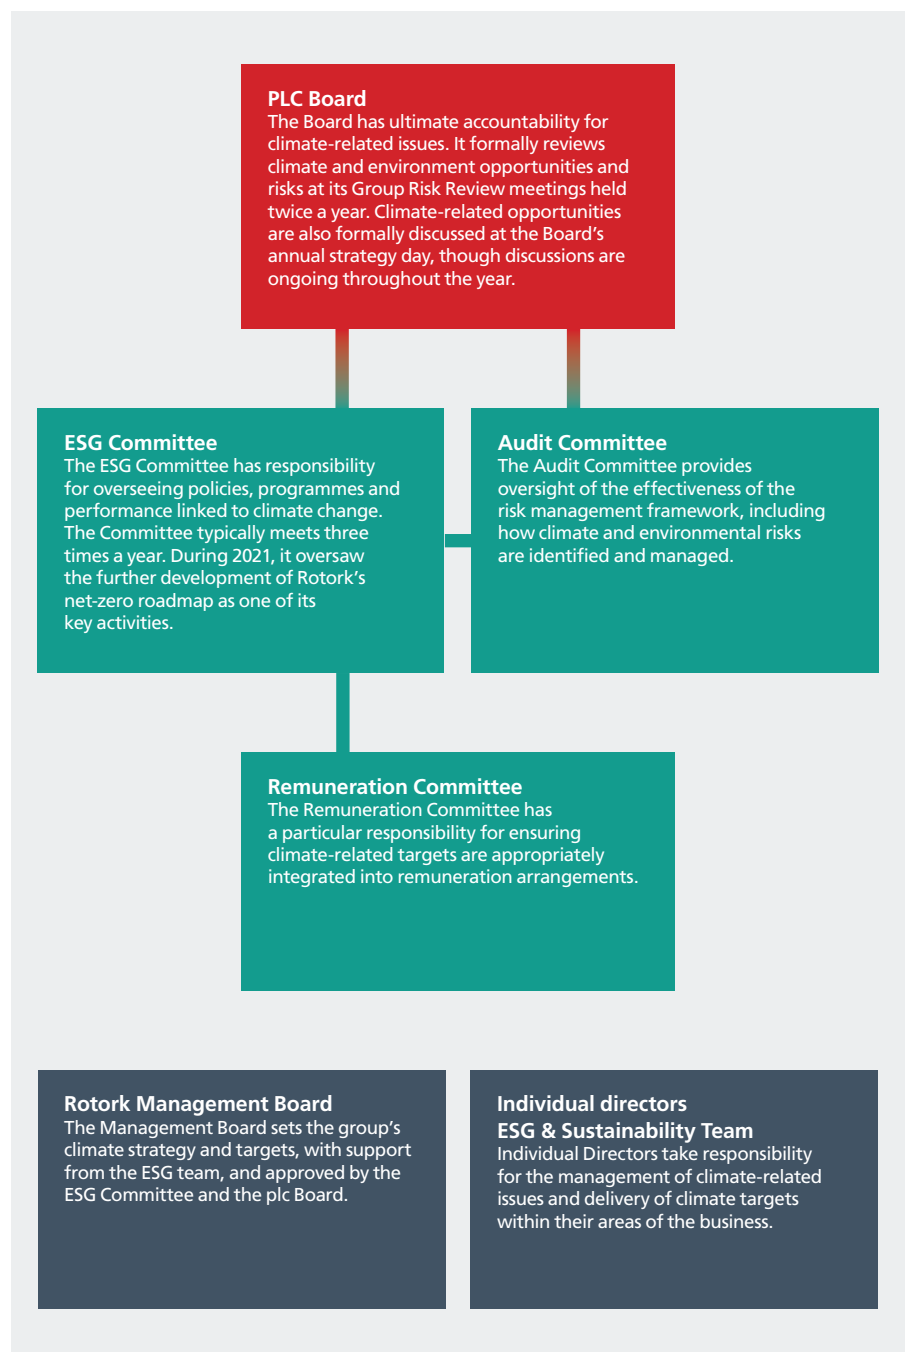 PLC Board
The Board has ultimate accountability for
climate-related issues. It formally reviews
climate and environment opportunities and
risks at its Group Risk Review meetings held
twice a year. Climate-related opportunities
are also formally discussed at the Board’s
annual strategy day, though discussions are
ongoing throughout the year.
ESG Committee
The ESG Committee has responsibility
for overseeing policies, programmes and
performance linked to climate change.
The Committee typically meets three
times a year. During 2021, it oversaw
the further development of Rotork’s
net-zero roadmap as one of its
key activities.
Audit Committee
The Audit Committee provides
oversight of the effectiveness of the
risk management framework, including
how climate and environmental risks
are identified and managed.
Remuneration Committee
The Remuneration Committee has
a particular responsibility for ensuring
climate-related targets are appropriately
integrated into remuneration arrangements.
Rotork Management Board
The Management Board sets the group’s
climate strategy and targets, with support
from the ESG team, and approved by the
ESG Committee and the plc Board.
Individual directors
ESG & Sustainability Team
Individual Directors take responsibility
for the management of climate-related
issues and delivery of climate targets
within their areas of the business.